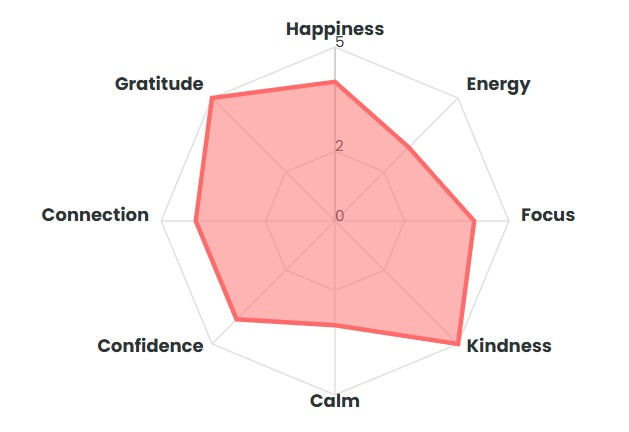 Happiness
5
Gratitude
Energy
2
Connection
0
Focus
Confidence
Kindness
Calm